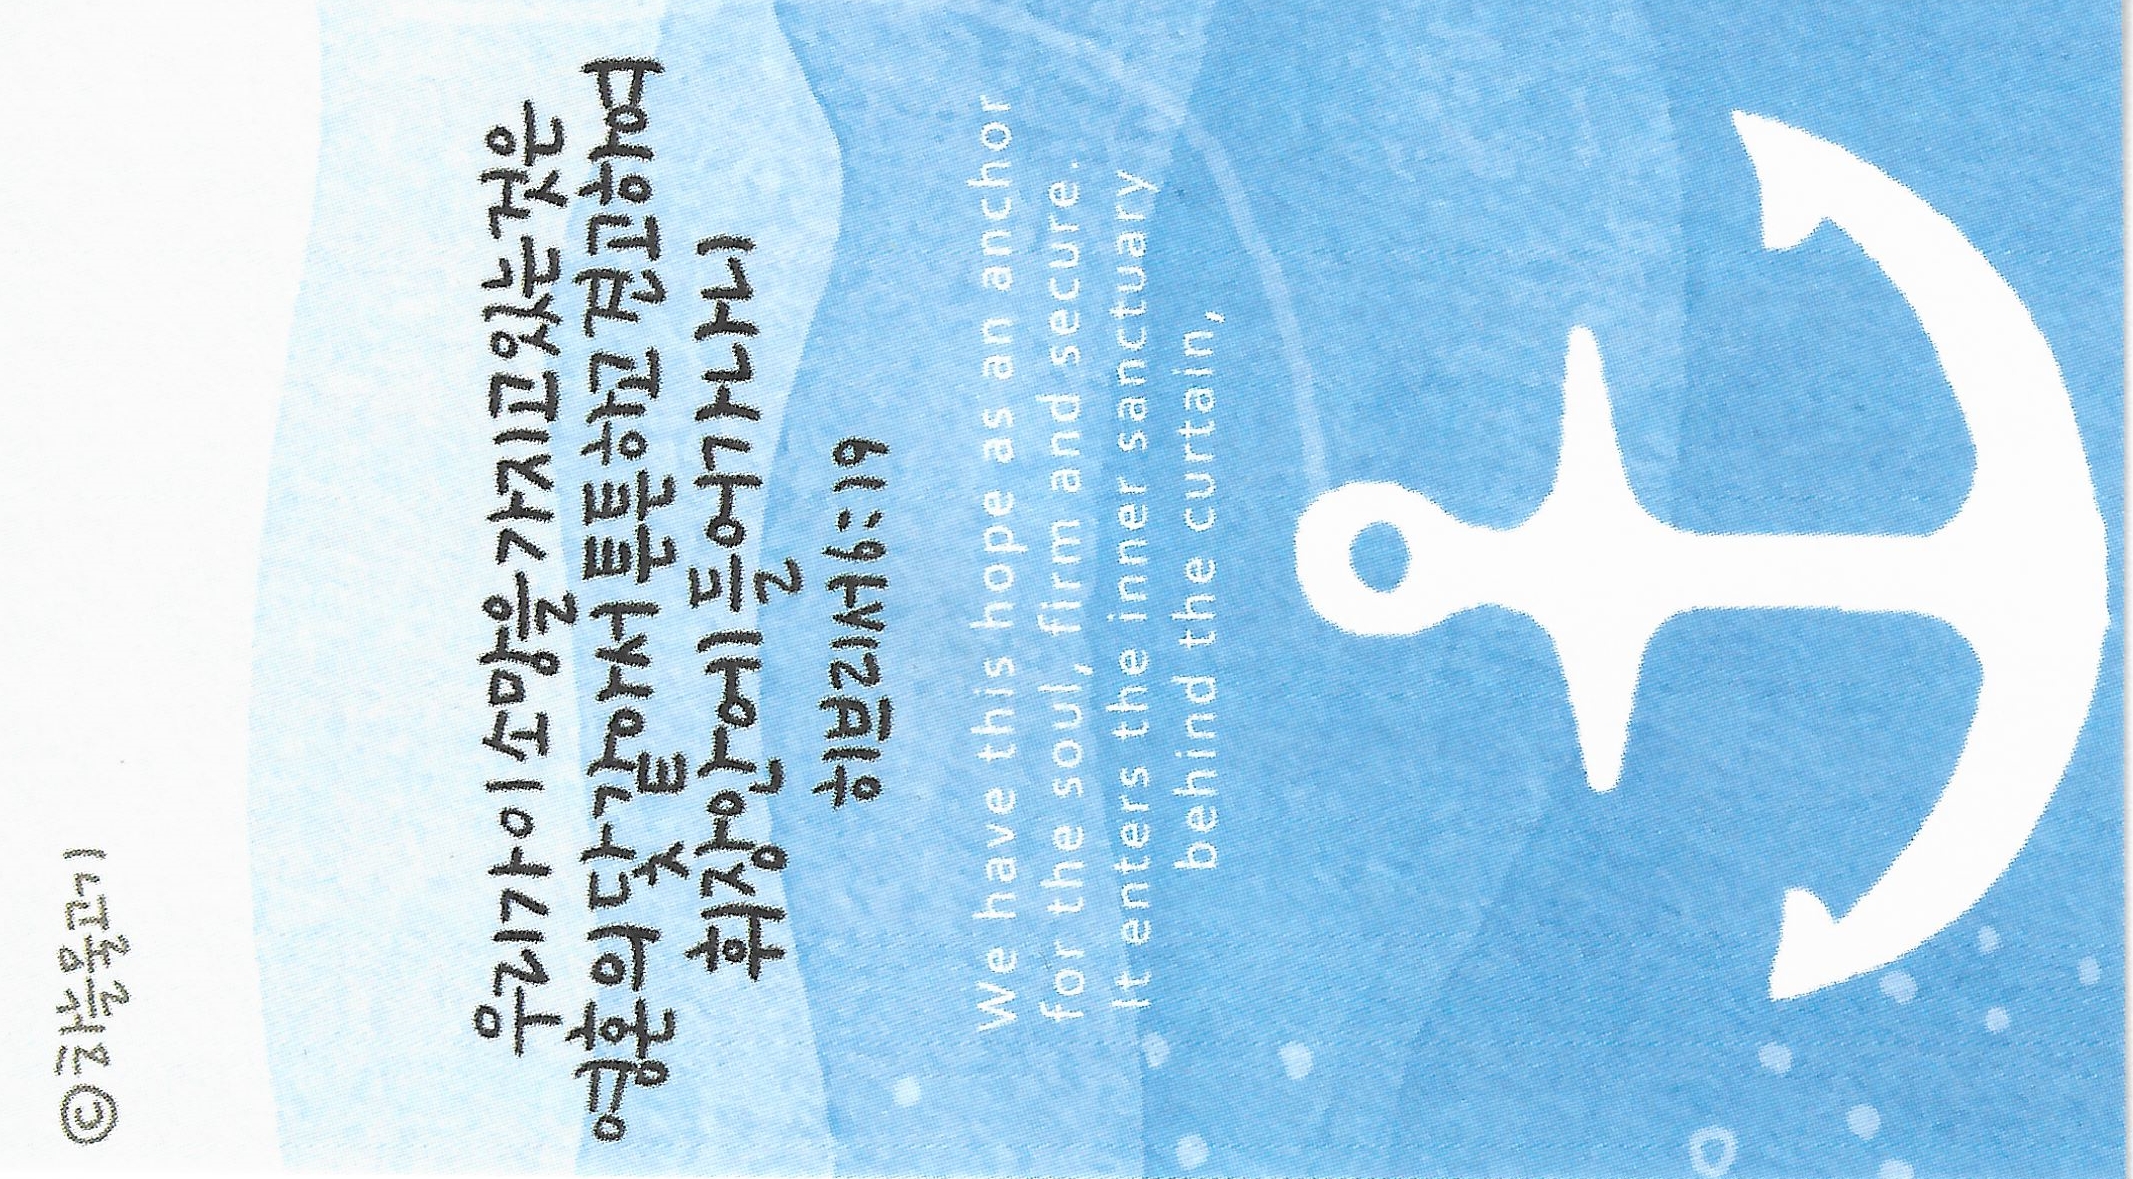 ©하늘물고기
우리가 이 소망을 가지고 있는 것은
영혼의 닻 같아서 튼튼하고 견고하여
휘장 안에 들어가나니
히브리서 6:19
We have this hope as an anchor
for the soul, firm and secure.
It enters the inner sanctuary
behind the curtain,